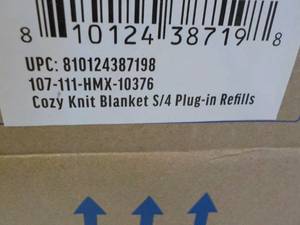 8 10124 38719 8
UPC: 810124387198
107-111-HMX-10376
Cozy Knit Blanket S/4 Plug-in Refills